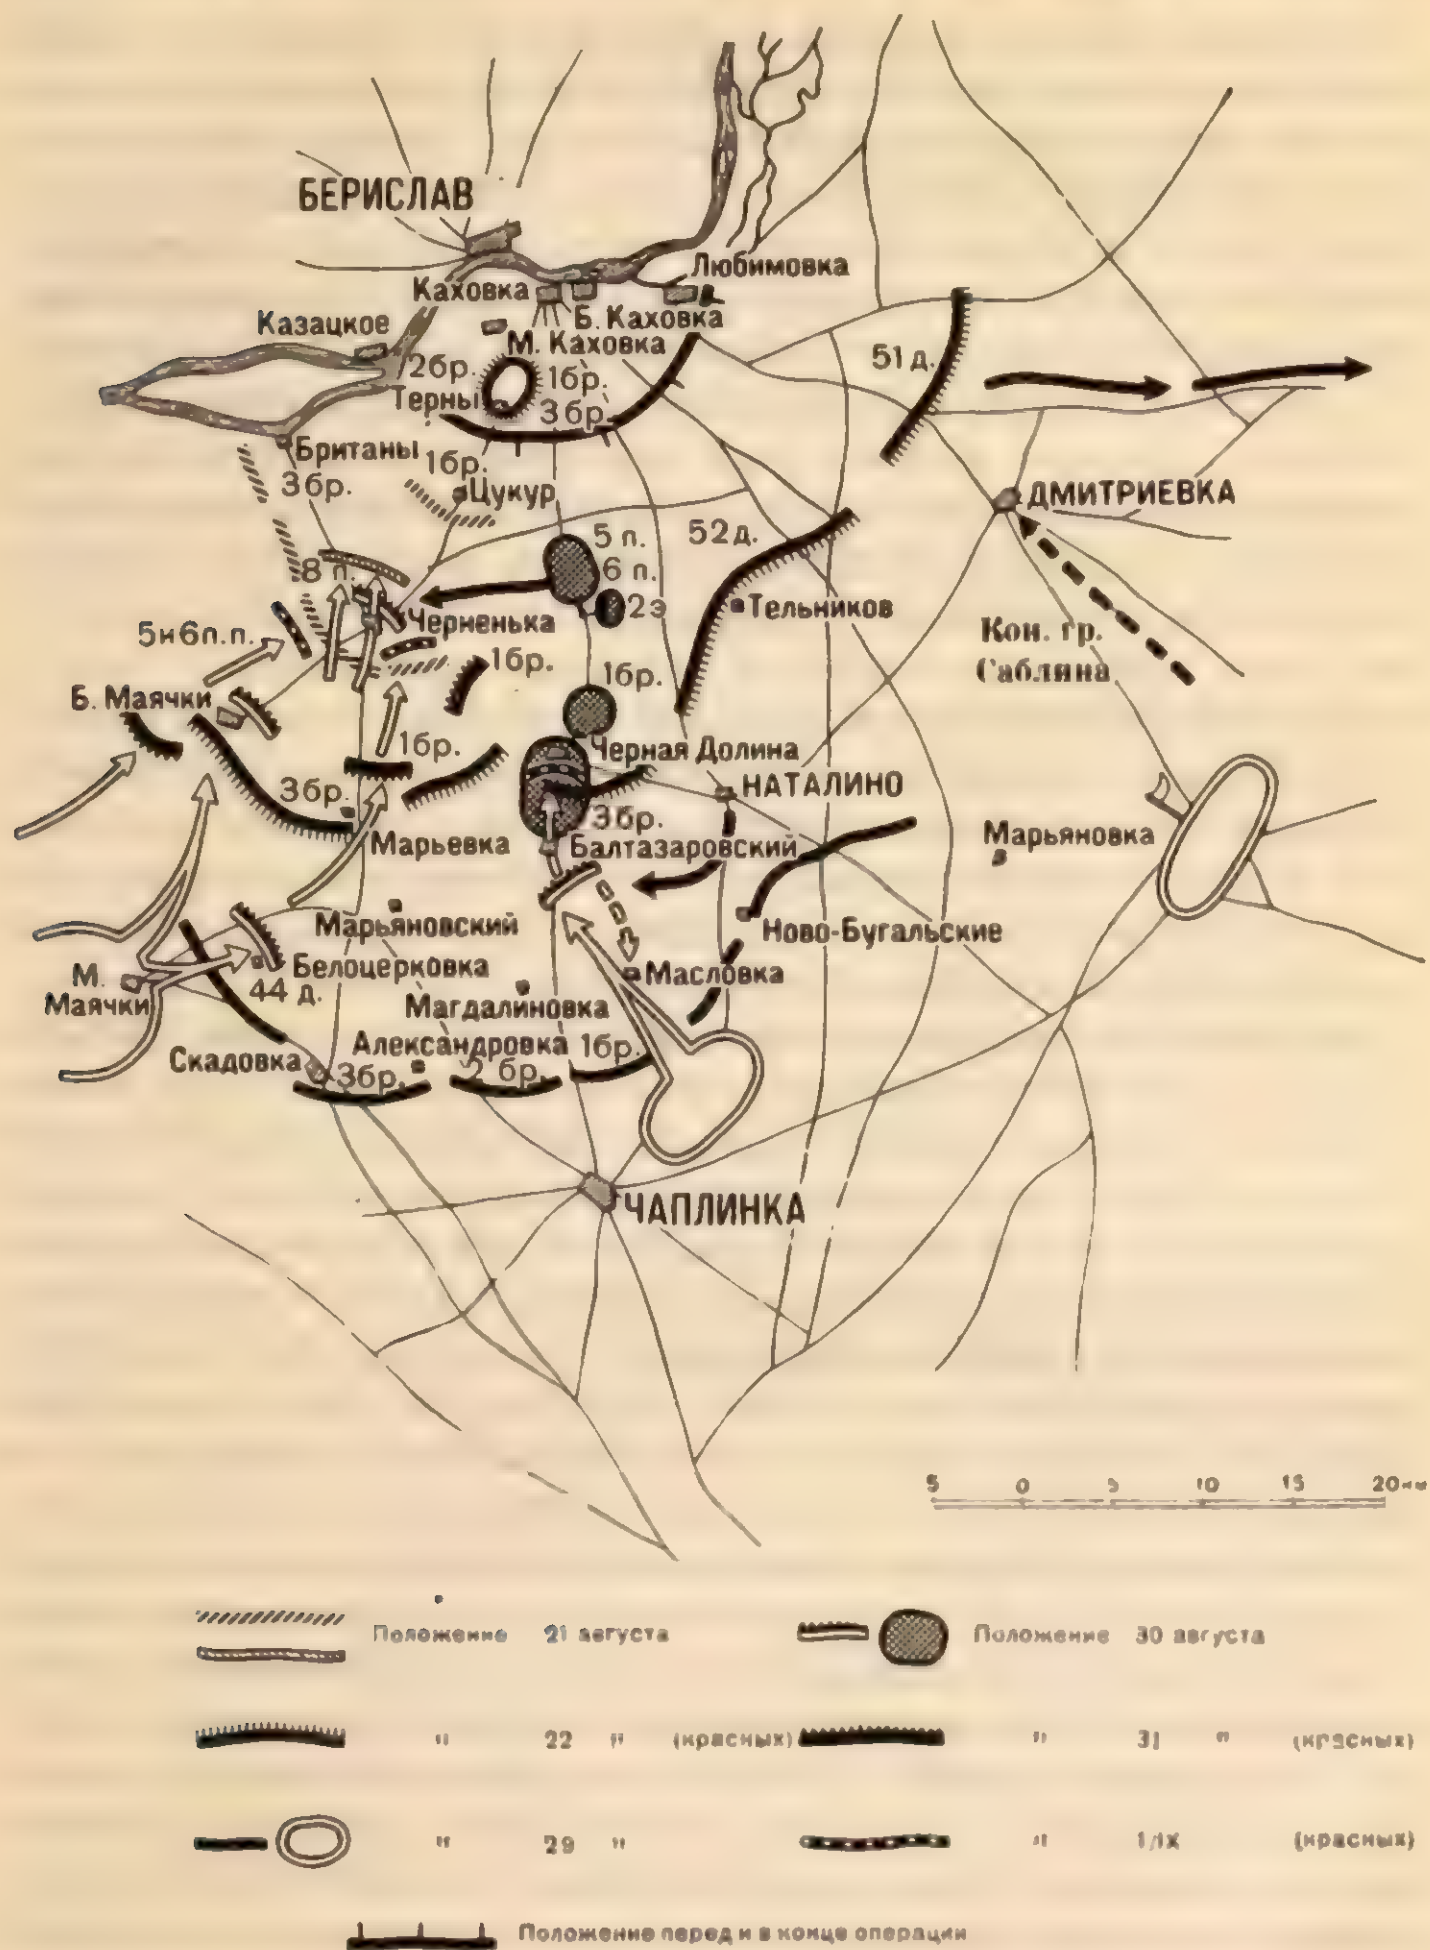 БЕРИСЛАВ
Любимовка
Каховка
Б. Каховка
Казацкое
М. Каховка
51 д.
2бр.
1бр.
Терны
3бр.
Британы
1бр.
3бр.
Цукур
ДМИТРИЕВКА
5 п.
52д.
8 п.
6 п.
2э
Тельников
Черненька
5и6п.п.
Кон. гр.
Саблина
1бр.
1бр.
Б. Маячки
1бр.
Черная Долина
НАТАЛИНО
3бр.
3бр.
Марьевка
Балтазаровский
Марьяновка
Марьяновский
Ново-Бугальские
М.
Маячки
Белоцерковка
44 д.
Масловка
Магдалиновка
Скадовка
Александровка
1бр.
3бр.
2 бр.
ЧАПЛИНКА
5 0 5 10 15 20км
Положение 21 августа
Положение 30 августа
" 22 " (красных)
" 31 " (красных)
" 29 "
" 1/IX (красных)
Положение перед и в конце операции